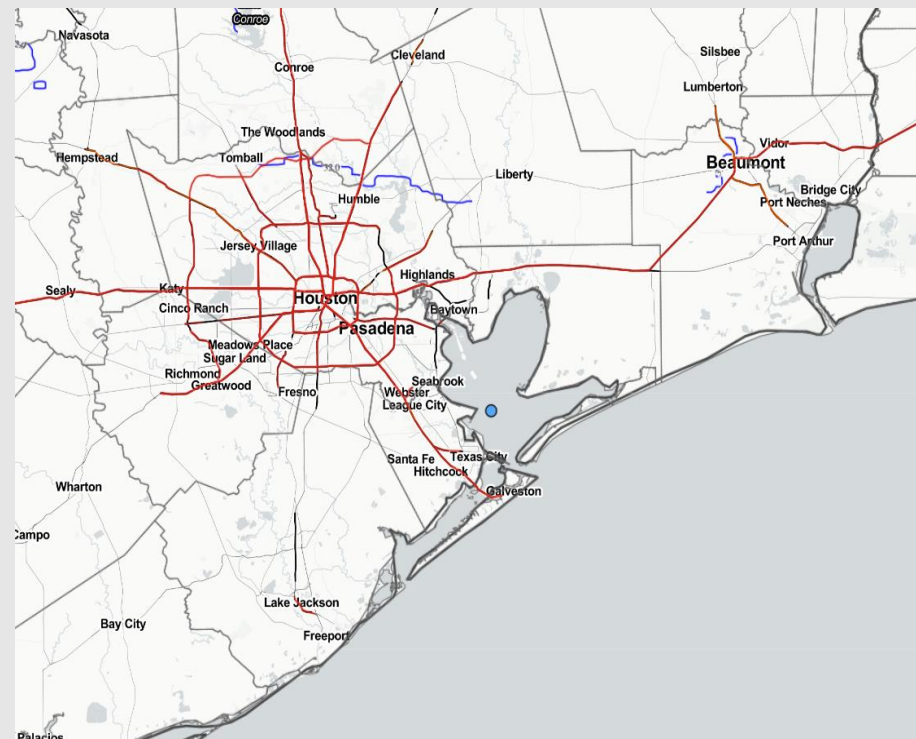 Conroe
Navasota
Silsbee
Cleveland
Conroe
Lumberton
The Woodlands
Vidor
Tomball
Hempstead
Beaumont
Liberty
Bridge City
Humble
Port Neches
Port Arthur
Jersey Village
Highlands
Sealy
Katy
Houston
Cinco Ranch
Baytown
Pasadena
Meadows Place
Sugar Land
Richmond
Seabrook
Greatwood
Fresno
Webster
League City
Santa Fe
Texas City
Hitchcock
Wharton
Galveston
Campo
Lake Jackson
Bay City
Freeport
Palacios